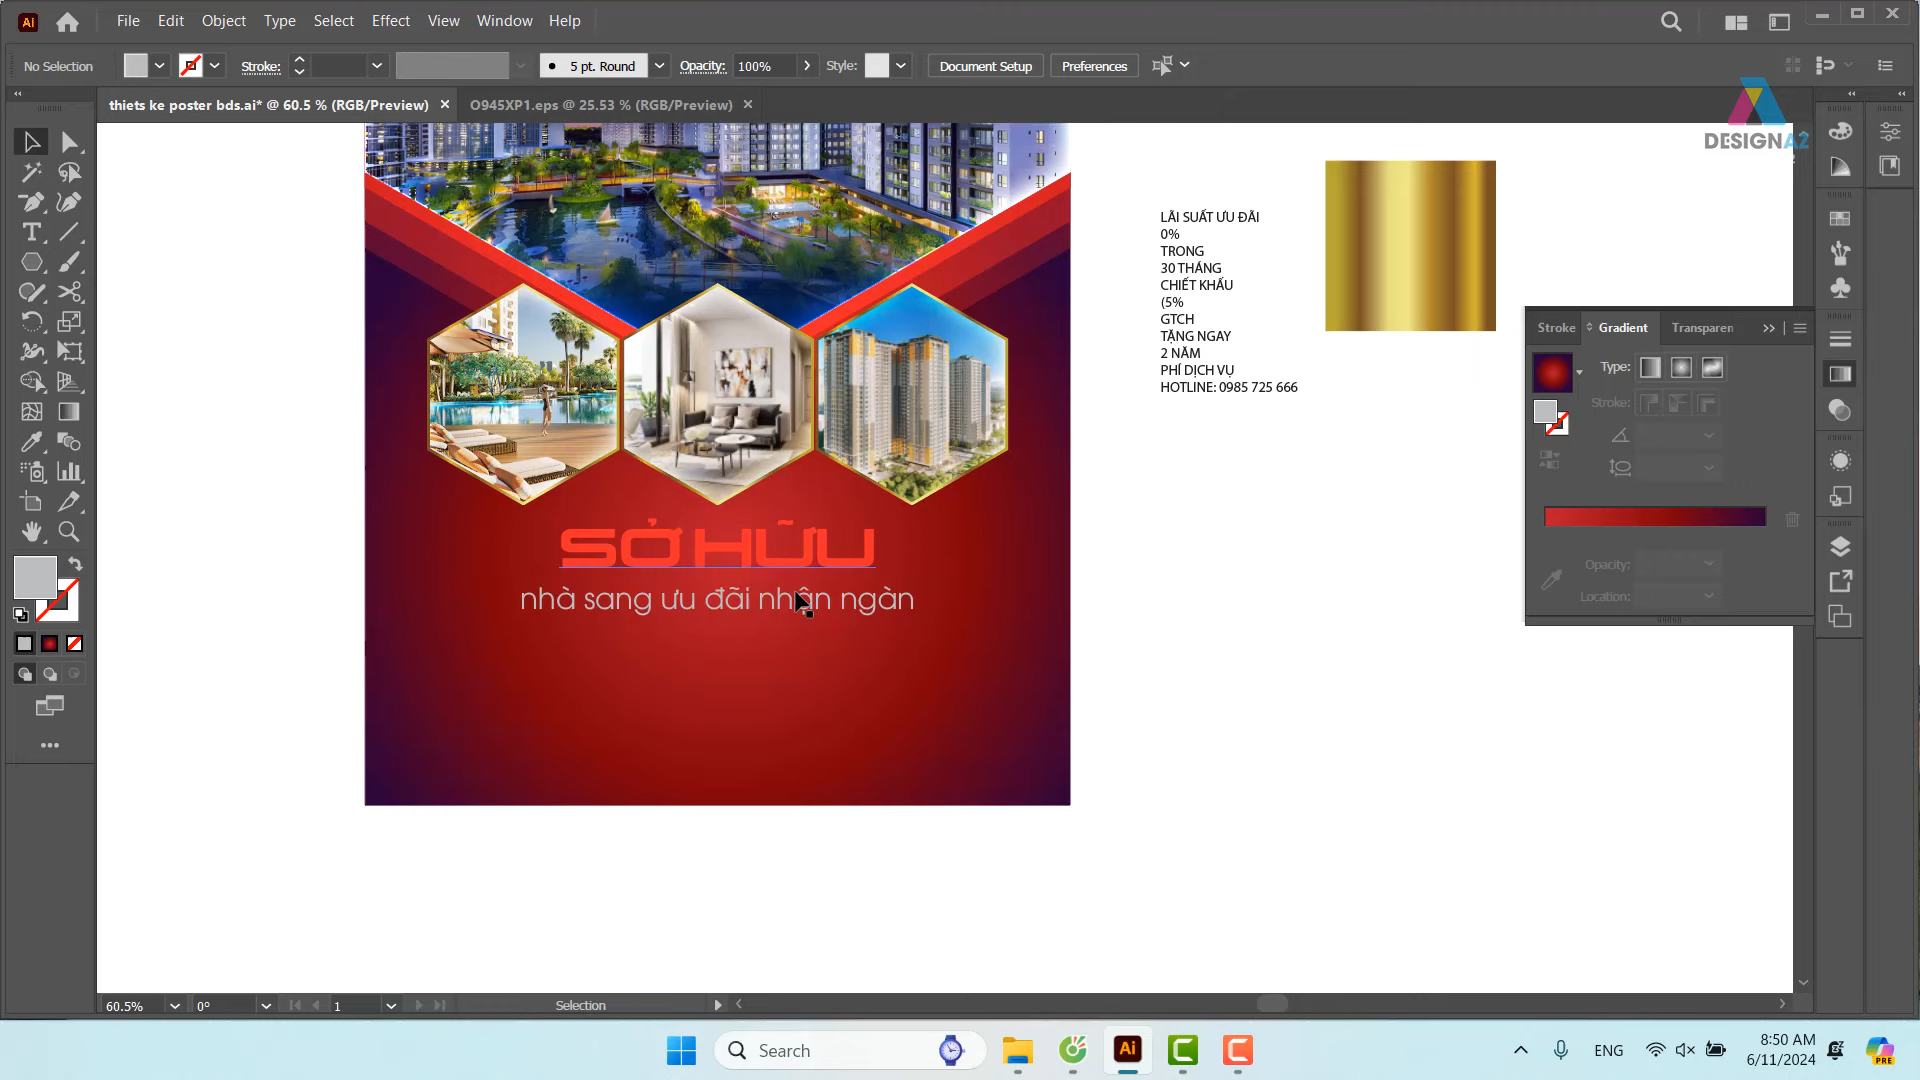 Ai
File Edit Object Type Select Effect View Window Help
No Selection Stroke: 5 pt. Round Opacity: 100% Style: Document Setup Preferences
thiets ke poster bds.ai* @ 60.5 % (RGB/Preview) × O945XP1.eps @ 25.53 % (RGB/Preview) ×
DESIGNA2
LÃI SUẤT ƯU ĐÃI
0%
TRONG
30 THÁNG
CHIẾT KHẤU
(5%
GTCH
TẶNG NGAY
2 NĂM
PHÍ DỊCH VỤ
HOTLINE: 0985 725 666
SỞ HỮU
nhà sang ưu đãi nhận ngàn
Stroke Gradient Transparen
Type:
Stroke:
Opacity:
Location:
60.5% 0° 1 Selection
Search
Ai
ENG
8:50 AM
6/11/2024
PRE